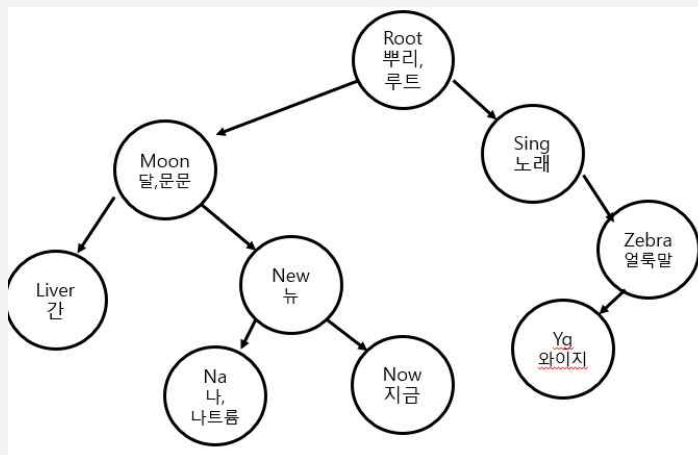 Root
뿌리,
루트
Sing
노래
Moon
달,문문
Zebra
얼룩말
New
뉴
Liver
간
Yg
와이지
Na
나,
나트륨
Now
지금